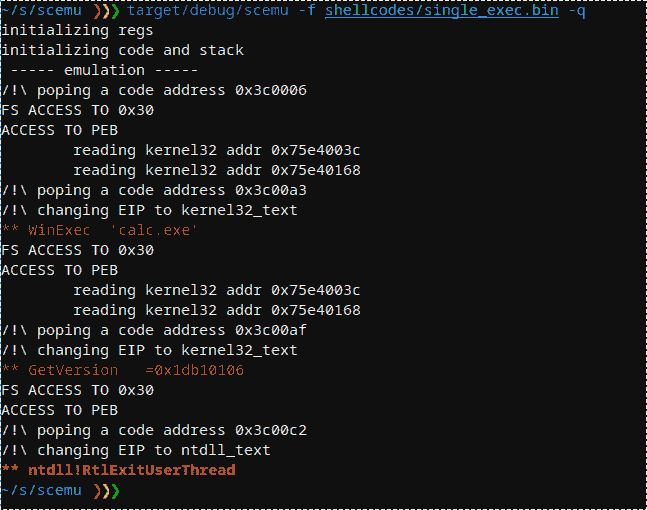 ~/s/scemu ❯❯❯ target/debug/scemu -f shellcodes/single_exec.bin -q
initializing regs
initializing code and stack
----- emulation -----
/!\ poping a code address 0x3c0006
FS ACCESS TO 0x30
ACCESS TO PEB
reading kernel32 addr 0x75e4003c
reading kernel32 addr 0x75e40168
/!\ poping a code address 0x3c00a3
/!\ changing EIP to kernel32_text
** WinExec  'calc.exe'
FS ACCESS TO 0x30
ACCESS TO PEB
reading kernel32 addr 0x75e4003c
reading kernel32 addr 0x75e40168
/!\ poping a code address 0x3c00af
/!\ changing EIP to kernel32_text
** GetVersion   =0x1db10106
FS ACCESS TO 0x30
ACCESS TO PEB
/!\ poping a code address 0x3c00c2
/!\ changing EIP to ntdll_text
** ntdll!RtlExitUserThread
~/s/scemu ❯❯❯